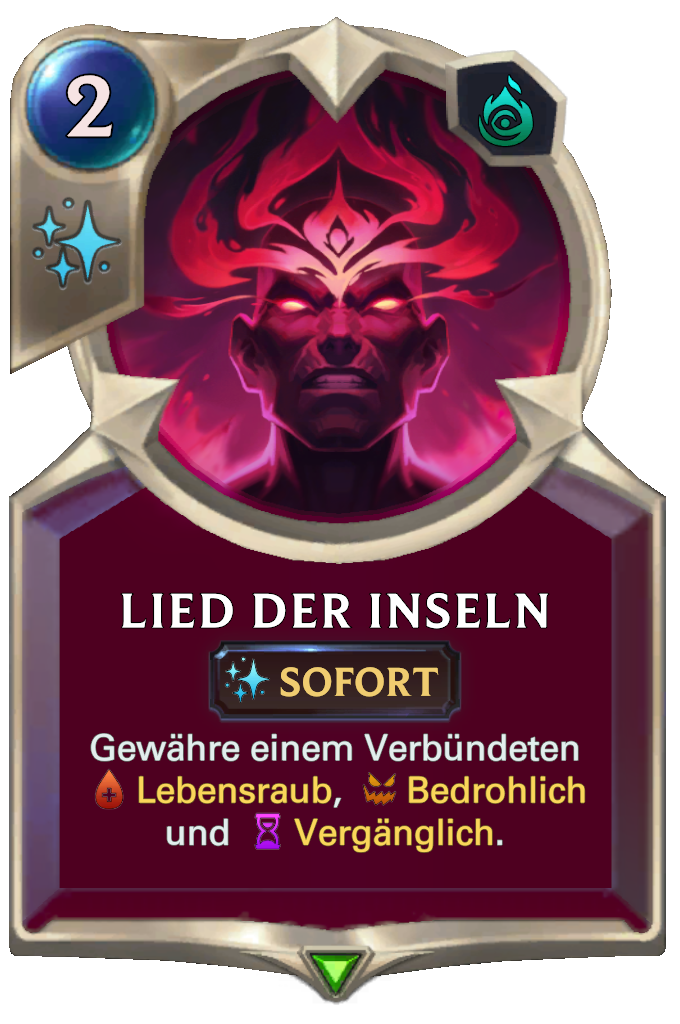 2
LIED DER INSELN
SOFORT
Gewähre einem Verbündeten
Lebensraub, Bedrohlich
und Vergänglich.